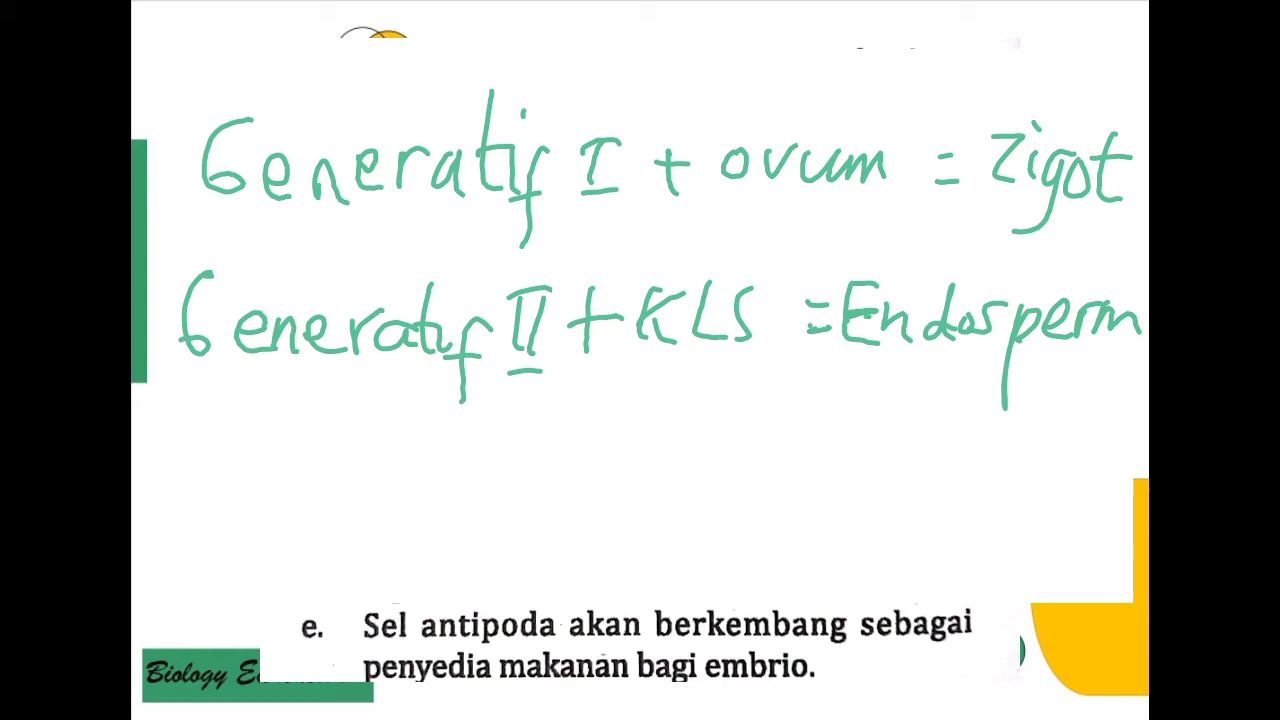 Generatif I + ovum = Zigot
Generatif II + KLS = Endosperm
e. Sel antipoda akan berkembang sebagai
penyedia makanan bagi embrio.
Biology